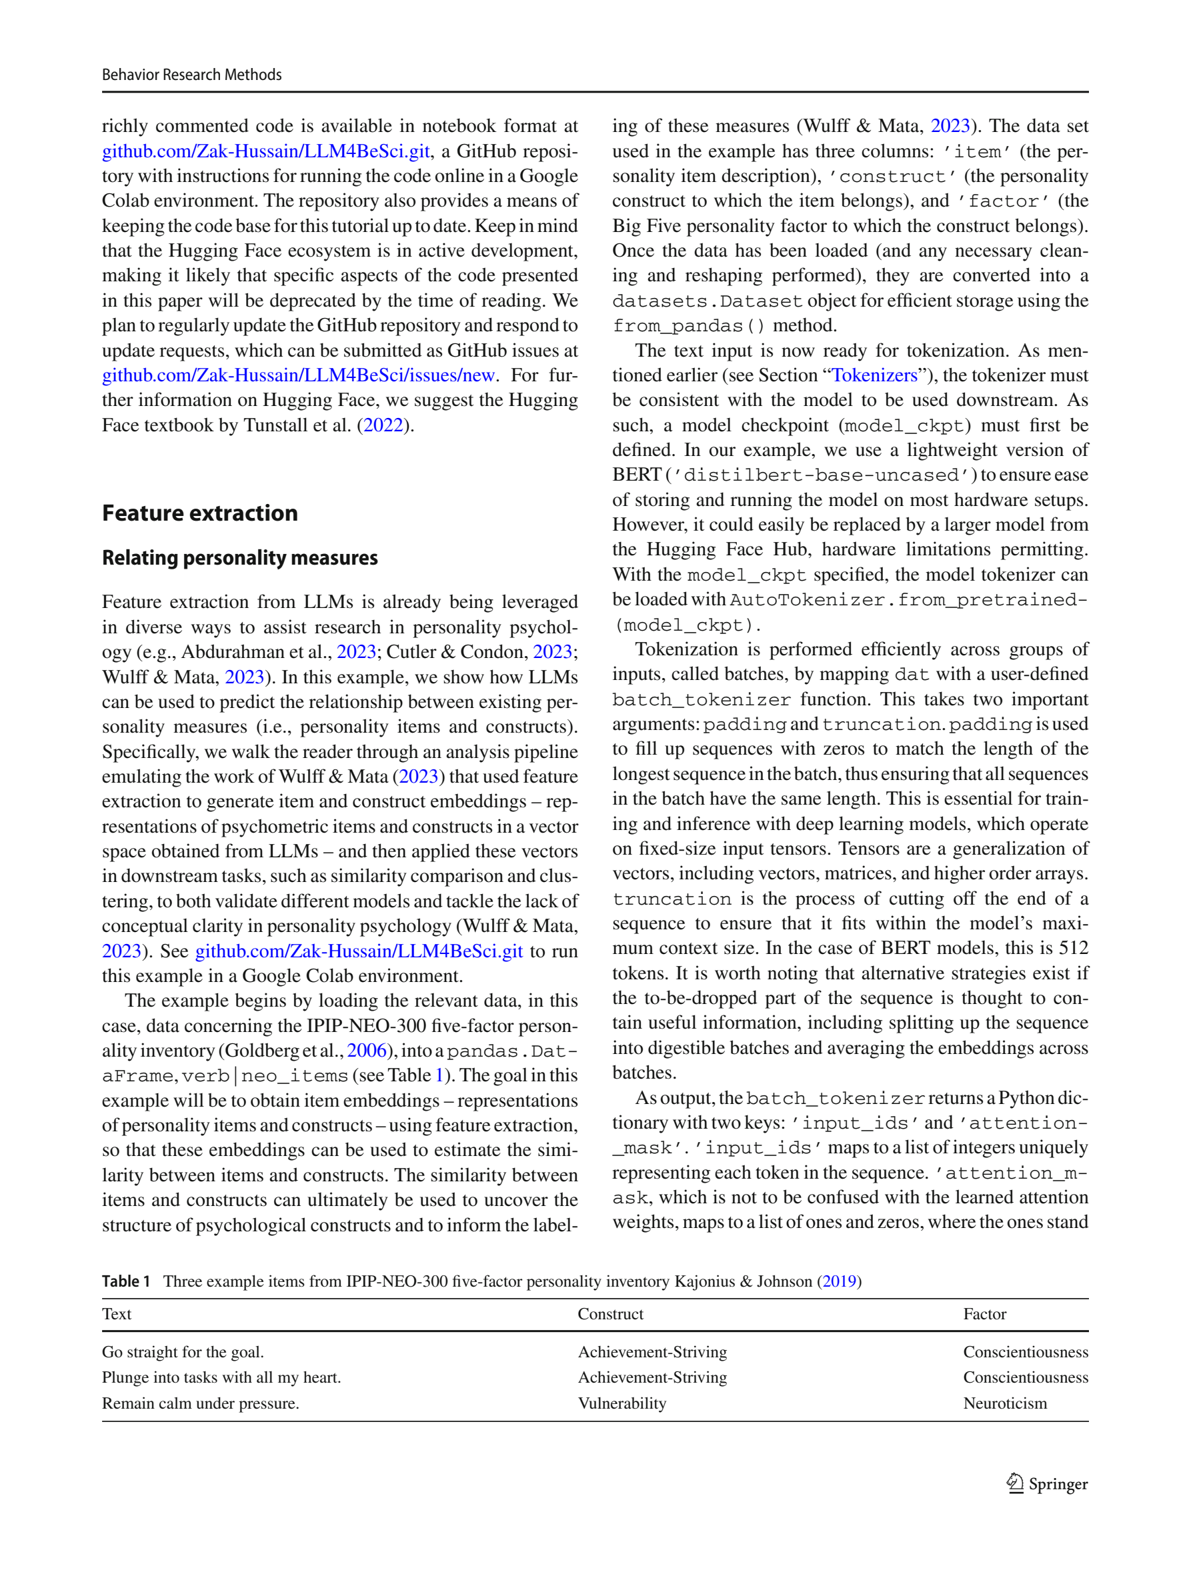 Behavior Research Methods
richly commented code is available in notebook format at
github.com/Zak-Hussain/LLM4BeSci.git, a GitHub reposi-
tory with instructions for running the code online in a Google
Colab environment. The repository also provides a means of
keeping the code base for this tutorial up to date. Keep in mind
that the Hugging Face ecosystem is in active development,
making it likely that specific aspects of the code presented
in this paper will be deprecated by the time of reading. We
plan to regularly update the GitHub repository and respond to
update requests, which can be submitted as GitHub issues at
github.com/Zak-Hussain/LLM4BeSci/issues/new. For fur-
ther information on Hugging Face, we suggest the Hugging
Face textbook by Tunstall et al. (2022).
Feature extraction
Relating personality measures
Feature extraction from LLMs is already being leveraged
in diverse ways to assist research in personality psychol-
ogy (e.g., Abdurahman et al., 2023; Cutler & Condon, 2023;
Wulff & Mata, 2023). In this example, we show how LLMs
can be used to predict the relationship between existing per-
sonality measures (i.e., personality items and constructs).
Specifically, we walk the reader through an analysis pipeline
emulating the work of Wulff & Mata (2023) that used feature
extraction to generate item and construct embeddings – rep-
resentations of psychometric items and constructs in a vector
space obtained from LLMs – and then applied these vectors
in downstream tasks, such as similarity comparison and clus-
tering, to both validate different models and tackle the lack of
conceptual clarity in personality psychology (Wulff & Mata,
2023). See github.com/Zak-Hussain/LLM4BeSci.git to run
this example in a Google Colab environment.
The example begins by loading the relevant data, in this
case, data concerning the IPIP-NEO-300 five-factor person-
ality inventory (Goldberg et al., 2006), into a pandas.Dat-
aFrame, verb|neo_items (see Table 1). The goal in this
example will be to obtain item embeddings – representations
of personality items and constructs – using feature extraction,
so that these embeddings can be used to estimate the simi-
larity between items and constructs. The similarity between
items and constructs can ultimately be used to uncover the
structure of psychological constructs and to inform the label-
ing of these measures (Wulff & Mata, 2023). The data set
used in the example has three columns: 'item' (the per-
sonality item description), 'construct' (the personality
construct to which the item belongs), and 'factor' (the
Big Five personality factor to which the construct belongs).
Once the data has been loaded (and any necessary clean-
ing and reshaping performed), they are converted into a
datasets.Dataset object for efficient storage using the
from_pandas() method.
The text input is now ready for tokenization. As men-
tioned earlier (see Section “Tokenizers”), the tokenizer must
be consistent with the model to be used downstream. As
such, a model checkpoint (model_ckpt) must first be
defined. In our example, we use a lightweight version of
BERT ('distilbert-base-uncased') to ensure ease
of storing and running the model on most hardware setups.
However, it could easily be replaced by a larger model from
the Hugging Face Hub, hardware limitations permitting.
With the model_ckpt specified, the model tokenizer can
be loaded with AutoTokenizer.from_pretrained-
(model_ckpt).
Tokenization is performed efficiently across groups of
inputs, called batches, by mapping dat with a user-defined
batch_tokenizer function. This takes two important
arguments: padding and truncation. padding is used
to fill up sequences with zeros to match the length of the
longest sequence in the batch, thus ensuring that all sequences
in the batch have the same length. This is essential for train-
ing and inference with deep learning models, which operate
on fixed-size input tensors. Tensors are a generalization of
vectors, including vectors, matrices, and higher order arrays.
truncation is the process of cutting off the end of a
sequence to ensure that it fits within the model’s maxi-
mum context size. In the case of BERT models, this is 512
tokens. It is worth noting that alternative strategies exist if
the to-be-dropped part of the sequence is thought to con-
tain useful information, including splitting up the sequence
into digestible batches and averaging the embeddings across
batches.
As output, the batch_tokenizer returns a Python dic-
tionary with two keys: 'input_ids' and 'attention-
_mask'. 'input_ids' maps to a list of integers uniquely
representing each token in the sequence. 'attention_m-
ask, which is not to be confused with the learned attention
weights, maps to a list of ones and zeros, where the ones stand
Table 1 Three example items from IPIP-NEO-300 five-factor personality inventory Kajonius & Johnson (2019)
Text Construct Factor
Go straight for the goal. Achievement-Striving Conscientiousness
Plunge into tasks with all my heart. Achievement-Striving Conscientiousness
Remain calm under pressure. Vulnerability Neuroticism
Springer